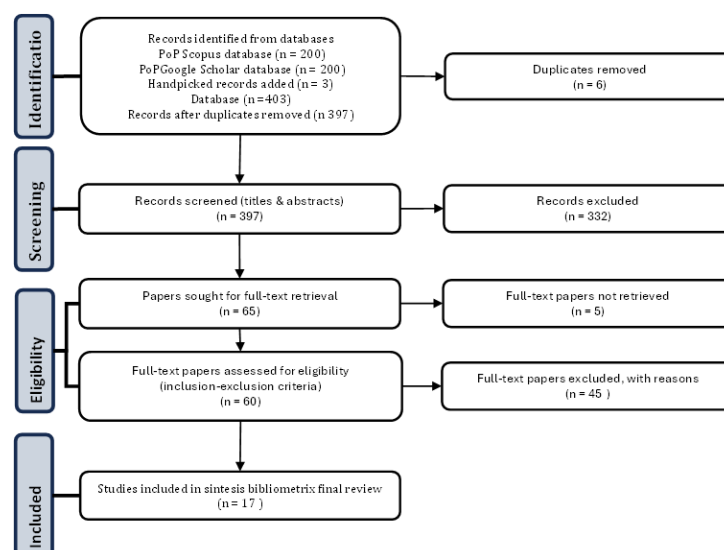 Identificatio
Records identified from databases
PoP Scopus database (n = 200)
PoPGoogle Scholar database (n = 200)
Handpicked records added (n = 3)
Database (n =403)
Records after duplicates removed (n 397)
Duplicates removed
(n = 6)
Screening
Records screened (titles & abstracts)
(n = 397)
Records excluded
(n = 332)
Eligibility
Papers sought for full-text retrieval
(n = 65)
Full-text papers not retrieved
(n = 5)
Full-text papers assessed for eligibility
(inclusion-exclusion criteria)
(n = 60)
Full-text papers excluded, with reasons
(n = 45 )
Included
Studies included in sintesis bibliometrix final review
(n = 17 )